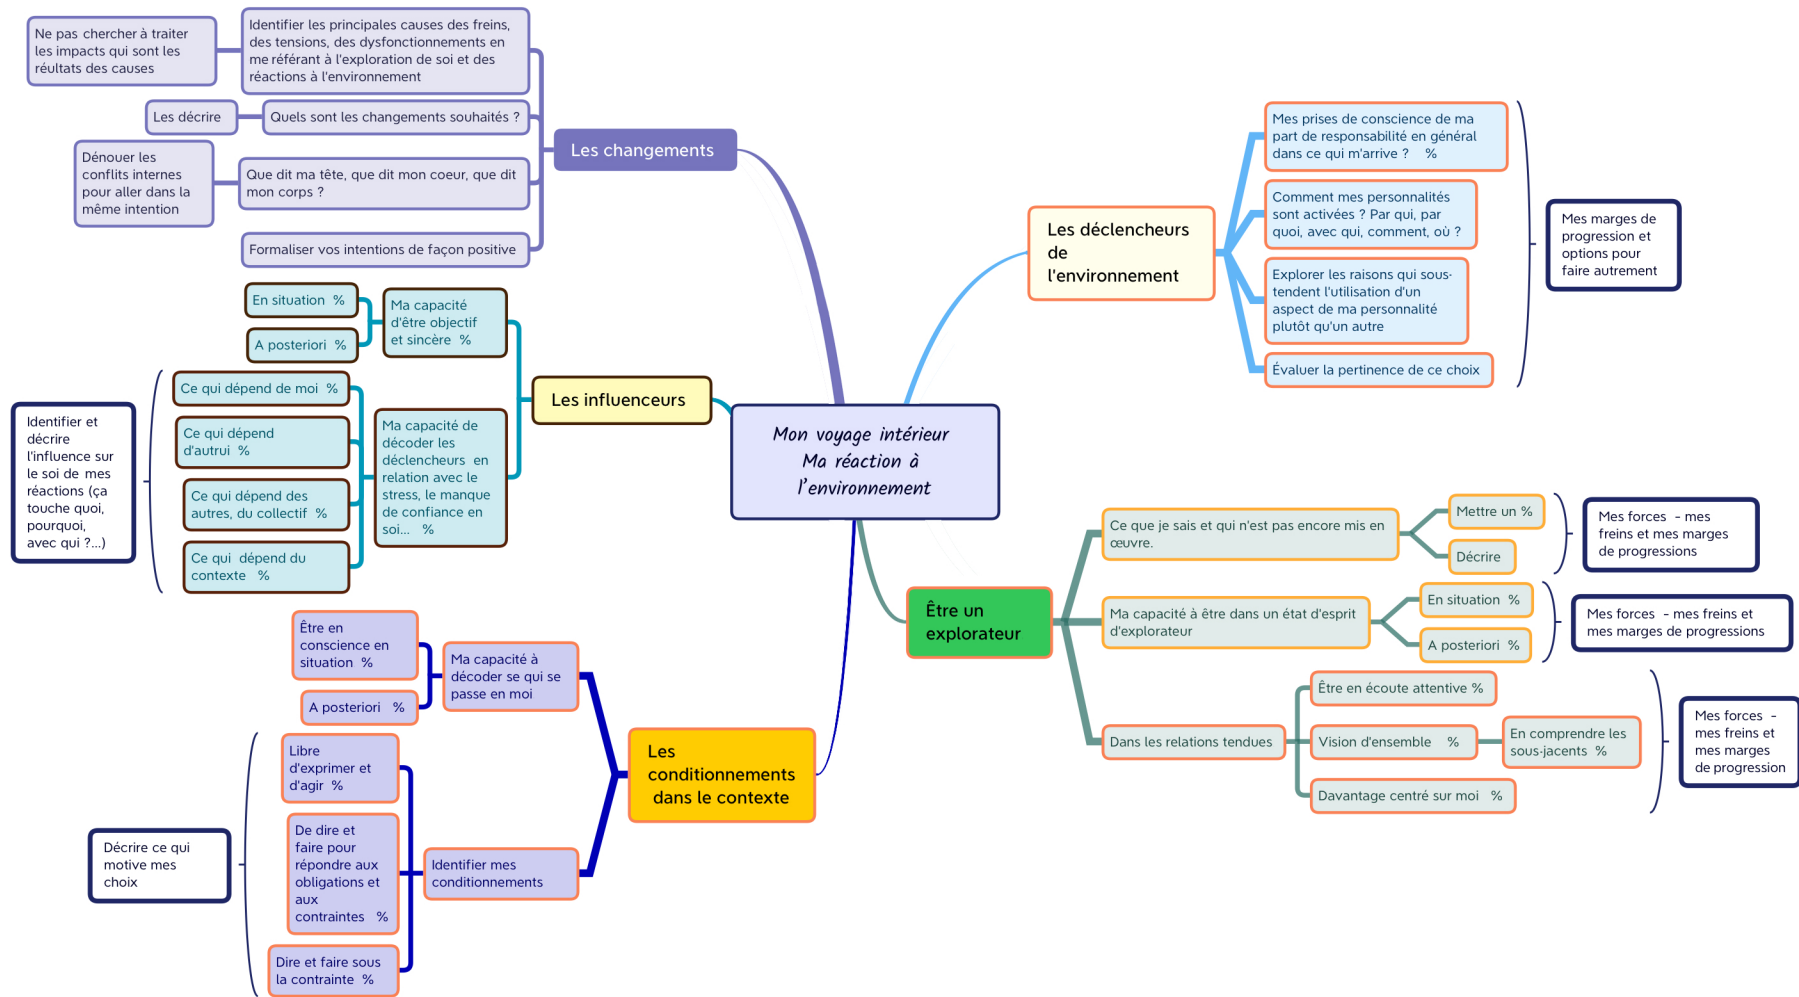 Mon voyage intérieur
Ma réaction à
l'environnement
Les changements
Identifier les principales causes des freins,
des tensions, des dysfonctionnements en
me référant à l'exploration de soi et des
réactions à l'environnement
Ne pas chercher à traiter
les impacts qui sont les
réultats des causes
Quels sont les changements souhaités ?
Les décrire
Que dit ma tête, que dit mon coeur, que dit
mon corps ?
Dénouer les
conflits internes
pour aller dans la
même intention
Formaliser vos intentions de façon positive
Les influenceurs
Ma capacité
d'être objectif
et sincère %
En situation %
A posteriori %
Ma capacité de
décoder les
déclencheurs en
relation avec le
stress, le manque
de confiance en
soi... %
Ce qui dépend de moi %
Ce qui dépend
d'autrui %
Ce qui dépend des
autres, du collectif %
Ce qui dépend du
contexte %
Identifier et
décrire
l'influence sur
le soi de mes
réactions (ça
touche quoi,
pourquoi,
avec qui ?...)
Les
conditionnements
dans le contexte
Ma capacité à
décoder se qui se
passe en moi
Être en
conscience en
situation %
A posteriori %
Identifier mes
conditionnements
Libre
d'exprimer et
d'agir %
De dire et
faire pour
répondre aux
obligations et
aux
contraintes %
Dire et faire sous
la contrainte %
Décrire ce qui
motive mes
choix
Les déclencheurs
de
l'environnement
Mes prises de conscience de ma
part de responsabilité en général
dans ce qui m'arrive ? %
Comment mes personnalités
sont activées ? Par qui, par
quoi, avec qui, comment, où ?
Explorer les raisons qui sous-
tendent l'utilisation d'un
aspect de ma personnalité
plutôt qu'un autre
Évaluer la pertinence de ce choix
Mes marges de
progression et
options pour
faire autrement
Être un
explorateur
Ce que je sais et qui n'est pas encore mis en
œuvre.
Mettre un %
Décrire
Mes forces - mes
freins et mes marges
de progressions
Ma capacité à être dans un état d'esprit
d'explorateur
En situation %
A posteriori %
Mes forces - mes freins et
mes marges de progressions
Dans les relations tendues
Être en écoute attentive %
Vision d'ensemble %
En comprendre les
sous-jacents %
Davantage centré sur moi %
Mes forces -
mes freins et
mes marges
de progression